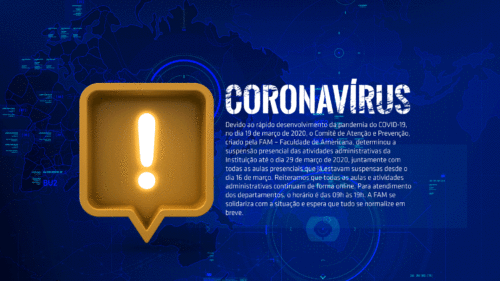 CORONAVÍRUS
Devido ao rápido desenvolvimento da pandemia do COVID-19,
no dia 19 de março de 2020, o Comitê de Atenção e Prevenção,
criado pela FAM – Faculdade de Americana, determinou a
suspensão presencial das atividades administrativas da
Instituição até o dia 29 de março de 2020, juntamente com
todas as aulas presenciais que já estavam suspensas desde o
dia 16 de março. Reiteramos que todos os aulas e atividades
administrativas continuam de forma online. Para atendimento
dos departamentos, o horário é das 09h às 19h. A FAM se
solidariza com a situação e espera que tudo se normalize em
breve.